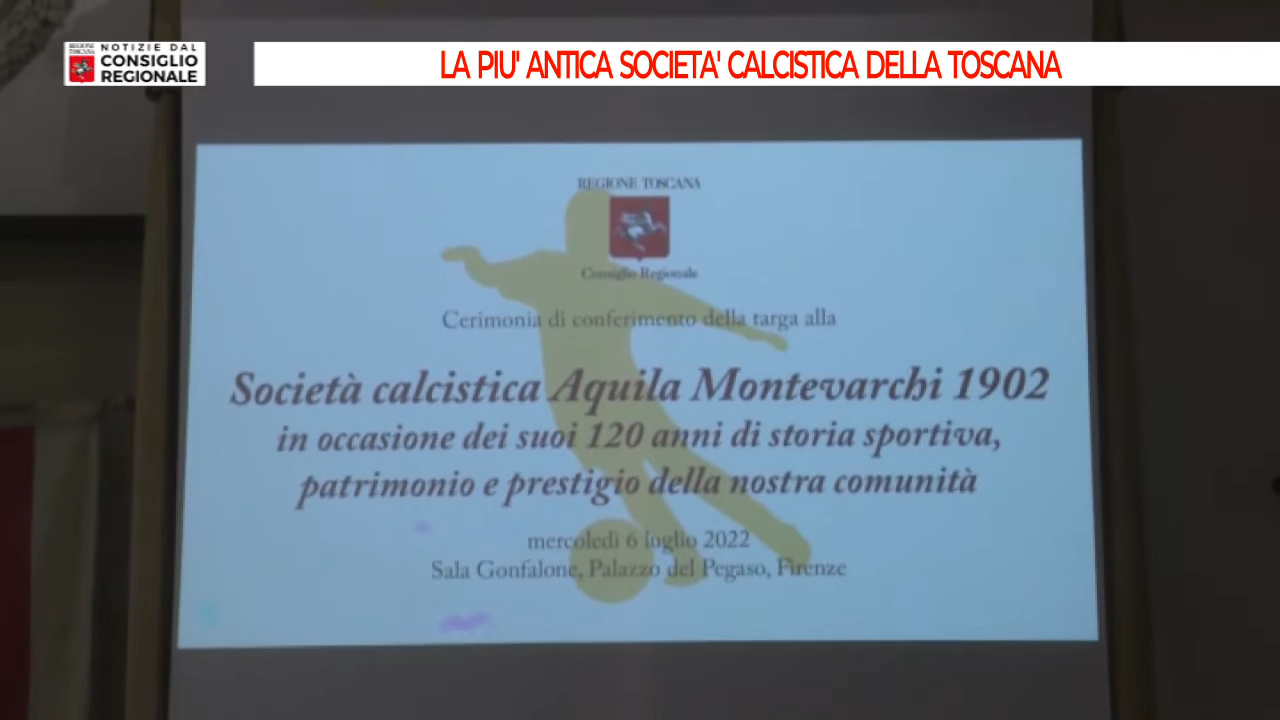 REGIONE
TOSCANA
NOTIZIE DAL
CONSIGLIO
REGIONALE
LA PIU' ANTICA SOCIETA' CALCISTICA DELLA TOSCANA
REGIONE TOSCANA
Consiglio Regionale
Cerimonia di conferimento della targa alla
Società calcistica Aquila Montevarchi 1902
in occasione dei suoi 120 anni di storia sportiva,
patrimonio e prestigio della nostra comunità
mercoledì 6 luglio 2022
Sala Gonfalone, Palazzo del Pegaso, Firenze